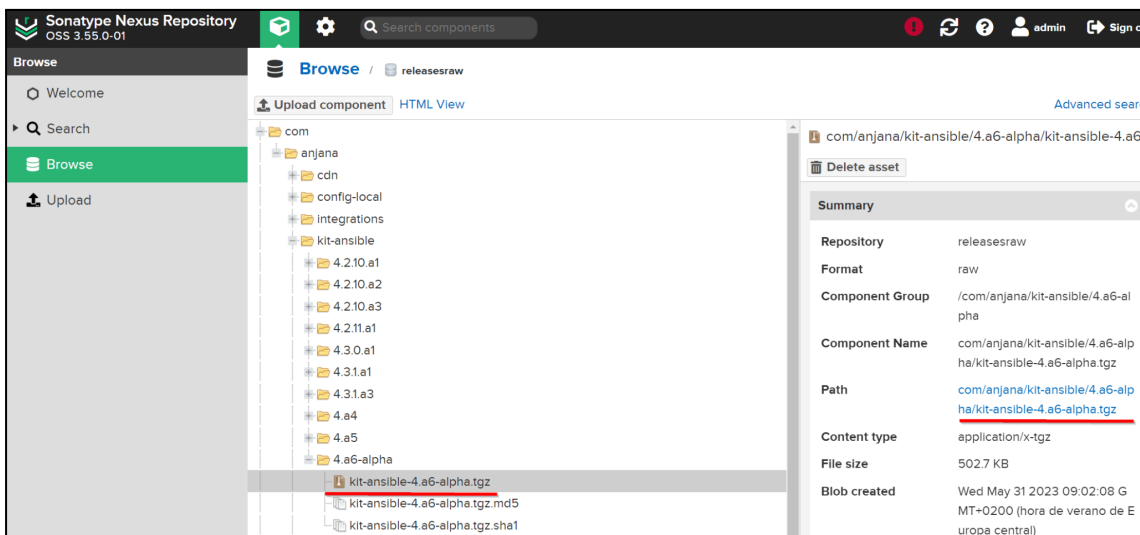 Sonatype Nexus Repository
OSS 3.55.0-01
Search components
admin
Sign o
Browse
Welcome
Search
Browse
Upload
Browse / releasesraw
Upload component HTML View
Advanced sear
com
anjana
cdn
config-local
integrations
kit-ansible
4.2.10.a1
4.2.10.a2
4.2.10.a3
4.2.11.a1
4.3.0.a1
4.3.1.a1
4.3.1.a3
4.a4
4.a5
4.a6-alpha
kit-ansible-4.a6-alpha.tgz
kit-ansible-4.a6-alpha.tgz.md5
kit-ansible-4.a6-alpha.tgz.sha1
com/anjana/kit-ansible/4.a6-alpha/kit-ansible-4.a6
Delete asset
Summary
Repository releasesraw
Format raw
Component Group /com/anjana/kit-ansible/4.a6-al
pha
Component Name com/anjana/kit-ansible/4.a6-alp
ha/kit-ansible-4.a6-alpha.tgz
Path com/anjana/kit-ansible/4.a6-alp
ha/kit-ansible-4.a6-alpha.tgz
Content type application/x-tgz
File size 502.7 KB
Blob created Wed May 31 2023 09:02:08 G
MT+0200 (hora de verano de E
uropa central)